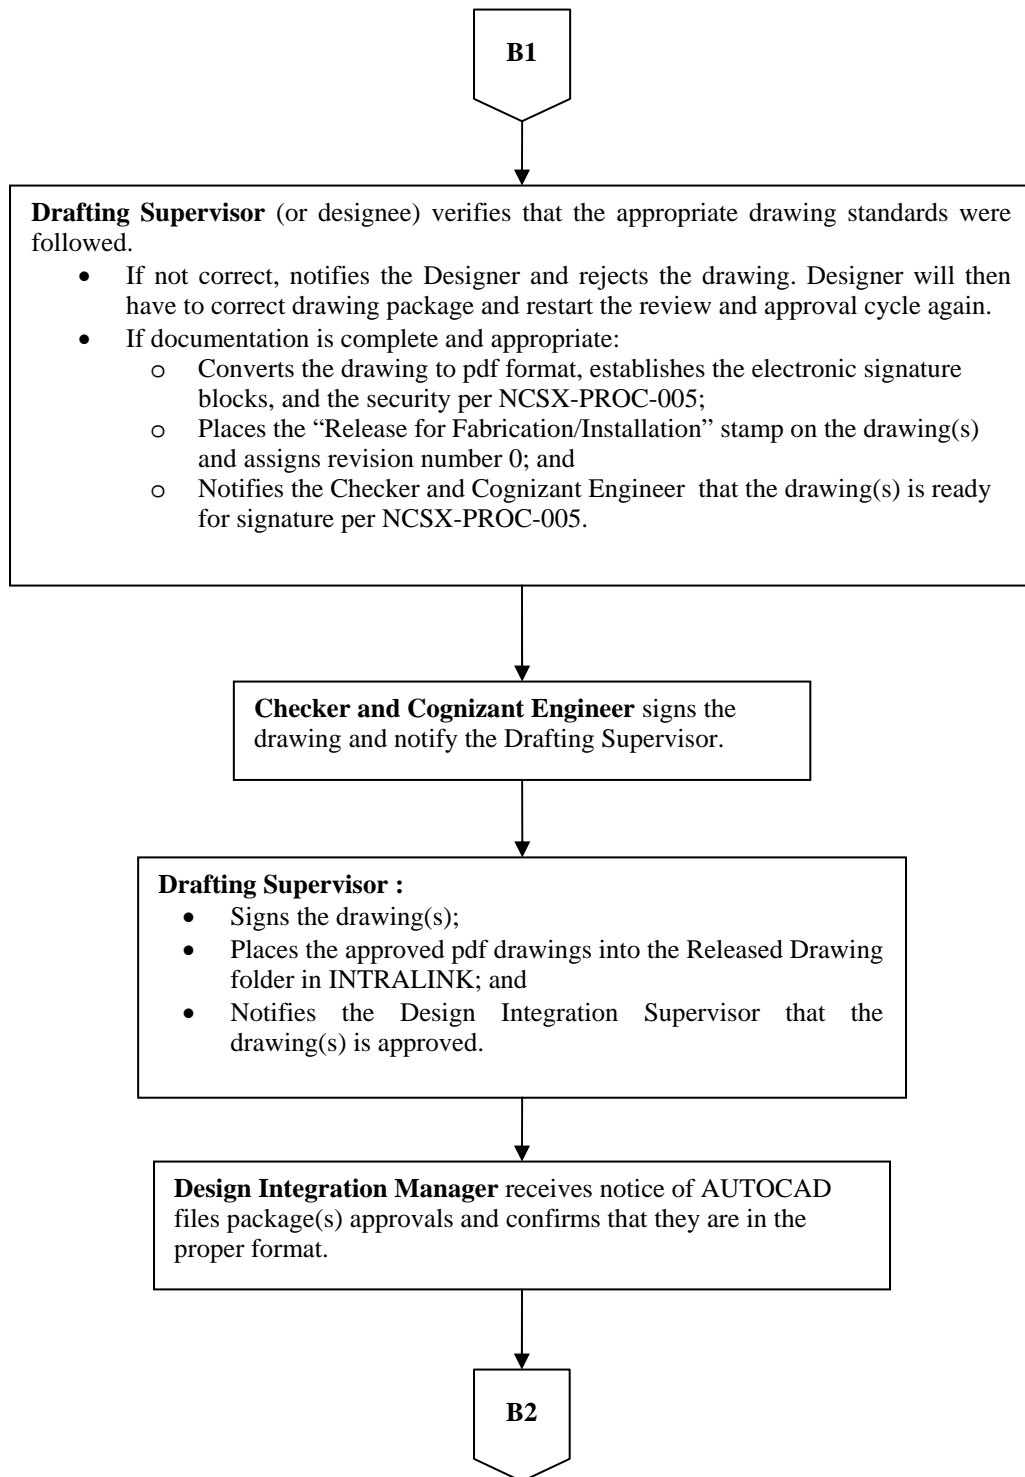 B1
Drafting Supervisor (or designee) verifies that the appropriate drawing standards were
followed.
• If not correct, notifies the Designer and rejects the drawing. Designer will then
have to correct drawing package and restart the review and approval cycle again.
• If documentation is complete and appropriate:
o Converts the drawing to pdf format, establishes the electronic signature
blocks, and the security per NCSX-PROC-005;
o Places the “Release for Fabrication/Installation” stamp on the drawing(s)
and assigns revision number 0; and
o Notifies the Checker and Cognizant Engineer that the drawing(s) is ready
for signature per NCSX-PROC-005.
Checker and Cognizant Engineer signs the
drawing and notify the Drafting Supervisor.
Drafting Supervisor :
• Signs the drawing(s);
• Places the approved pdf drawings into the Released Drawing
folder in INTRALINK; and
• Notifies the Design Integration Supervisor that the
drawing(s) is approved.
Design Integration Manager receives notice of AUTOCAD
files package(s) approvals and confirms that they are in the
proper format.
B2